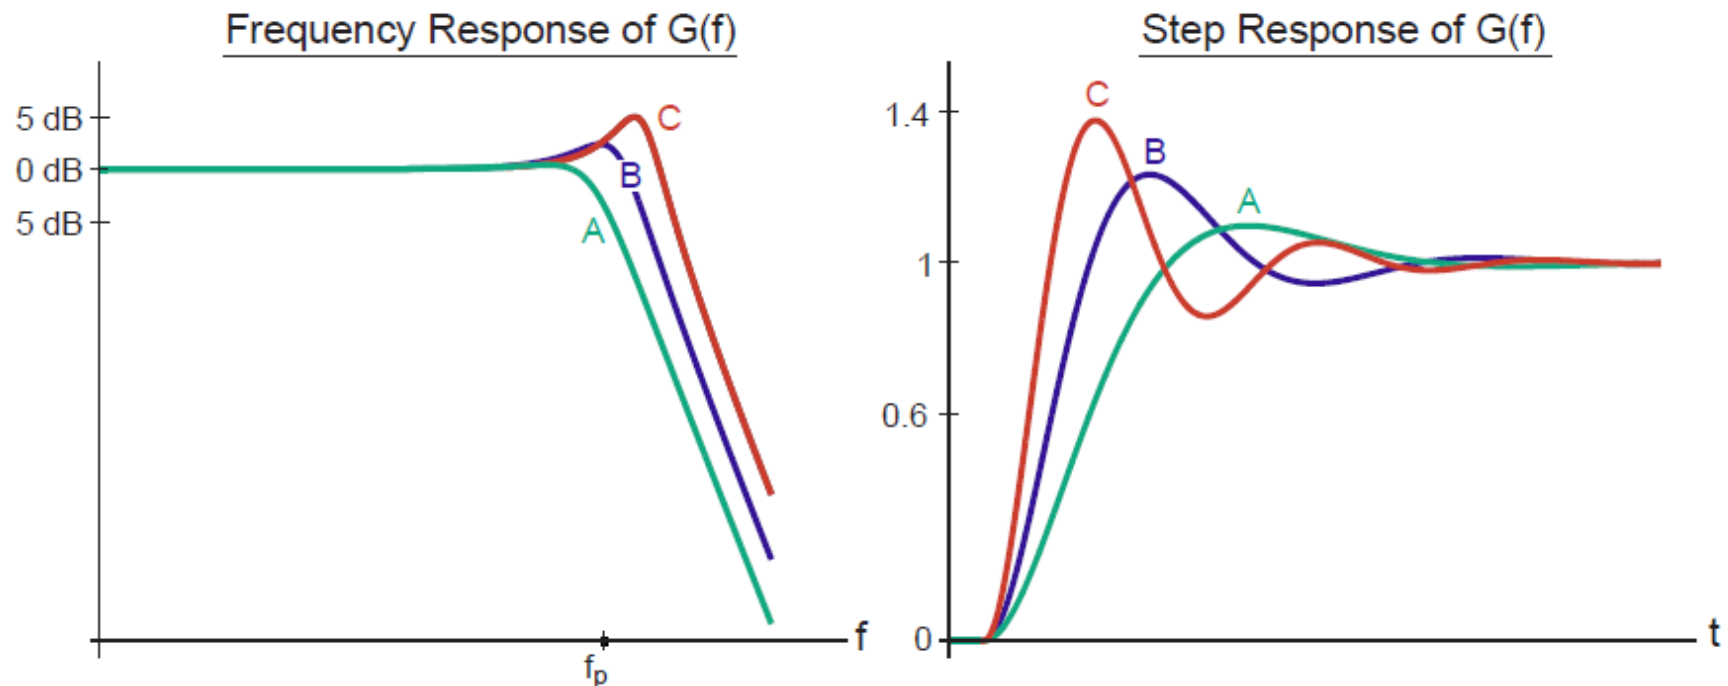 Frequency Response of G(f)
5 dB
0 dB
5 dB
A
B
C
f
fp
Step Response of G(f)
1.4
1
0.6
0
C
B
A
t